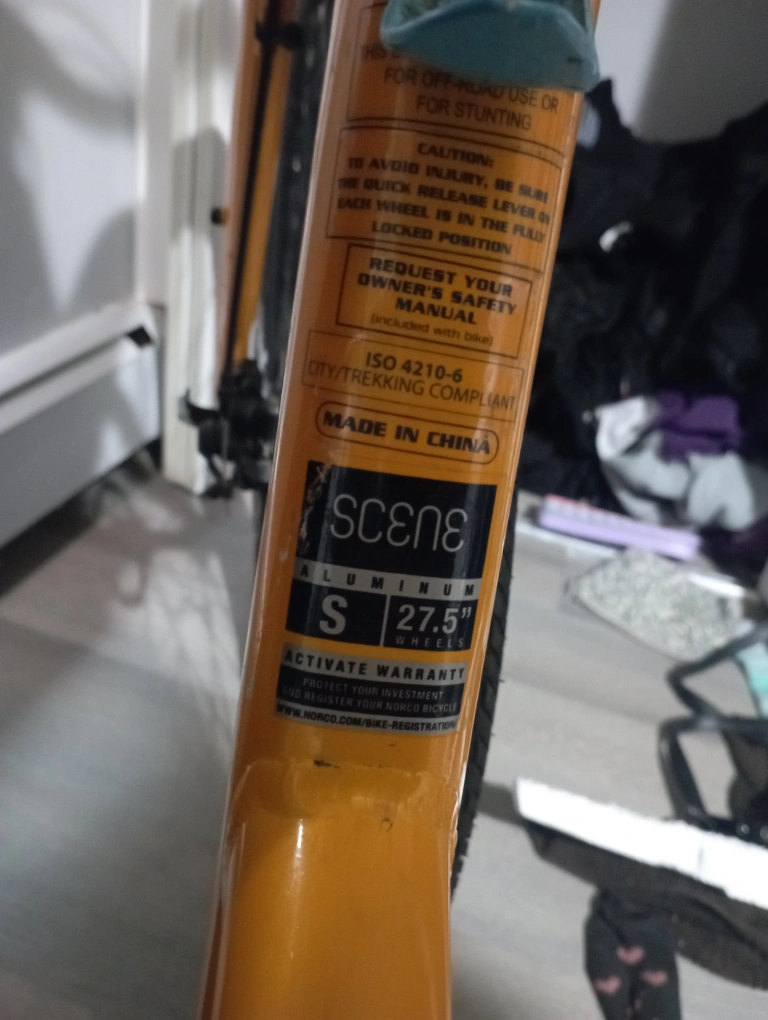 THIS
FOR OFF-ROAD USE OR
FOR STUNTING
CAUTION:
TO AVOID INJURY, BE SURE
THE QUICK RELEASE LEVER ON
EACH WHEEL IS IN THE FULLY
LOCKED POSITION
REQUEST YOUR
OWNER'S SAFETY
MANUAL
(included with bike)
ISO 4210-6
CITY/TREKKING COMPLIANT
MADE IN CHINA
SCENE
ALUMINUM
S
27.5”
WHEELS
ACTIVATE WARRANTY
PROTECT YOUR INVESTMENT
AND REGISTER YOUR NORCO BICYCLE
WWW.NORCO.COM/BIKE-REGISTRATION